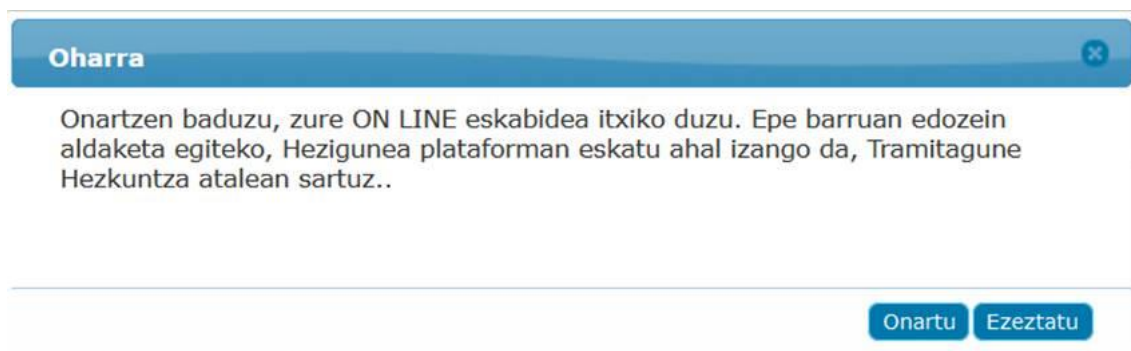 Oharra
Onartzen baduzu, zure ON LINE eskabidea itxiko duzu. Epe barruan edozein
aldaketa egiteko, Hezigunea plataforman eskatu ahal izango da, Tramitagune
Hezkuntza atalean sartuz..
Onartu Ezeztatu